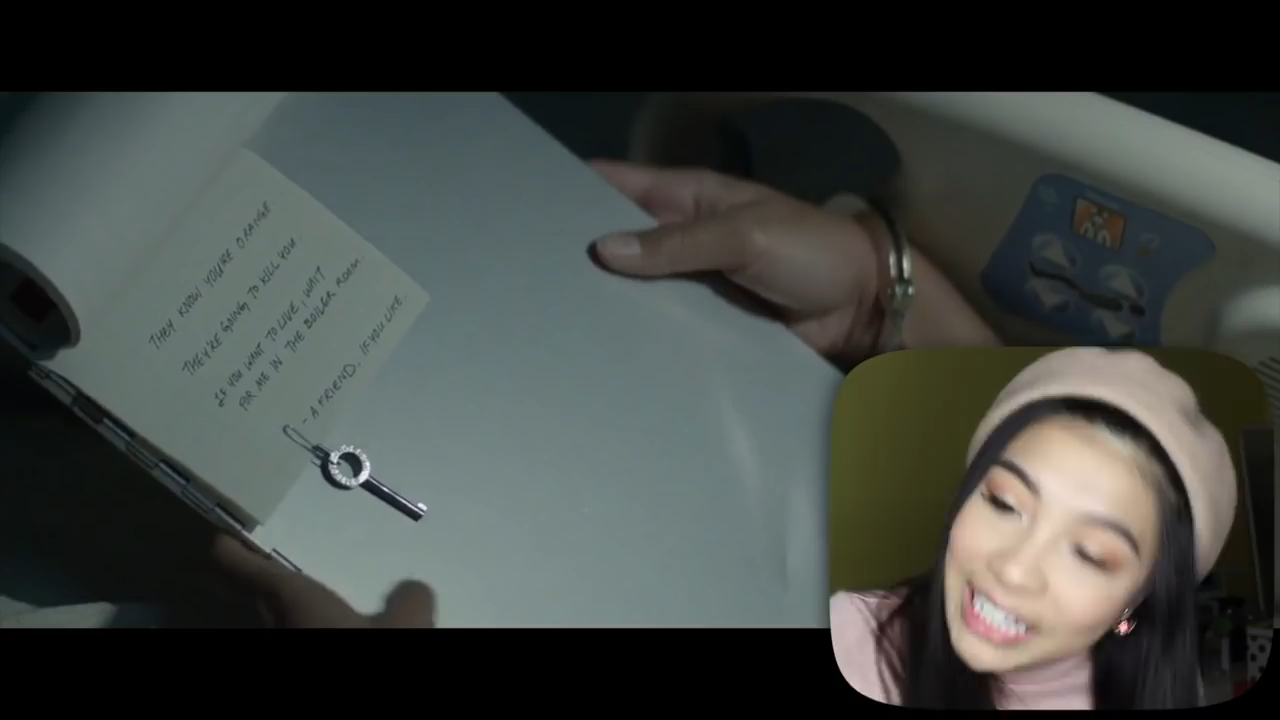 THEY KNOW YOU'RE ORANGE
THEY'RE GOING TO KILL YOU
IF YOU WANT TO LIVE, WAIT
FOR ME IN THE BOILER ROOM.
- A FRIEND. IF YOU LIKE.